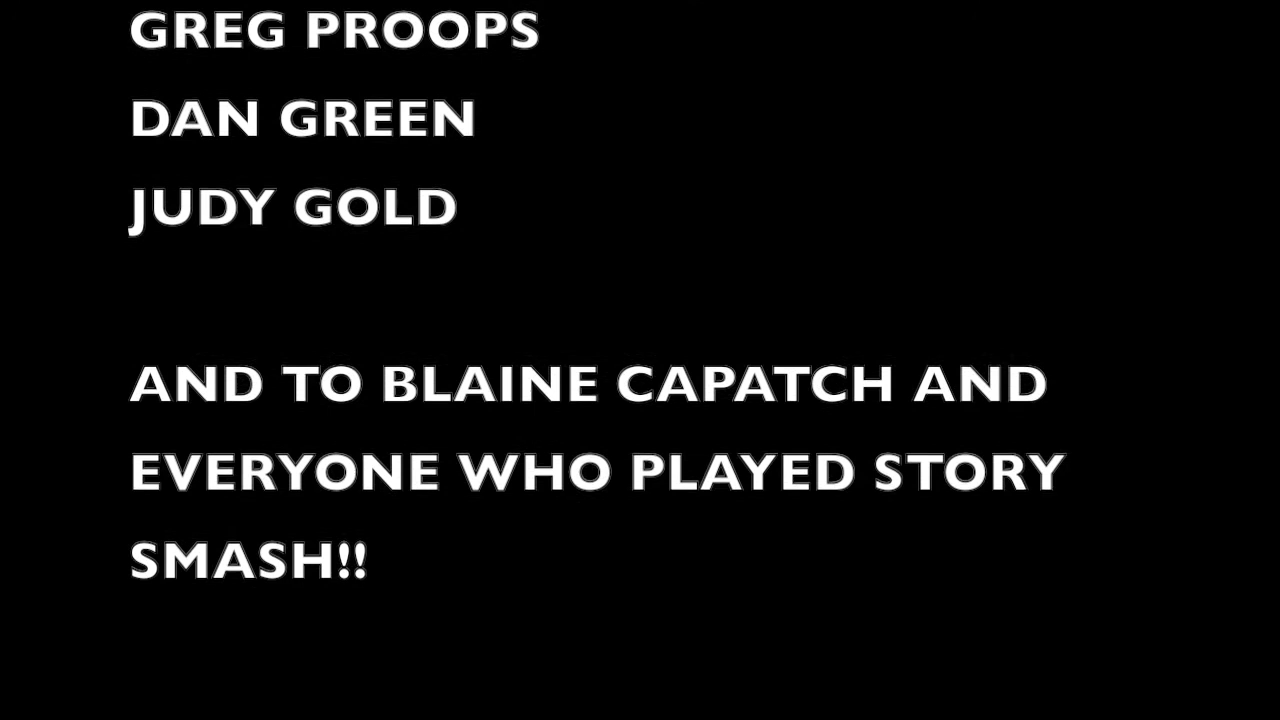 GREG PROOPS
DAN GREEN
JUDY GOLD
AND TO BLAINE CAPATCH AND
EVERYONE WHO PLAYED STORY
SMASH!!